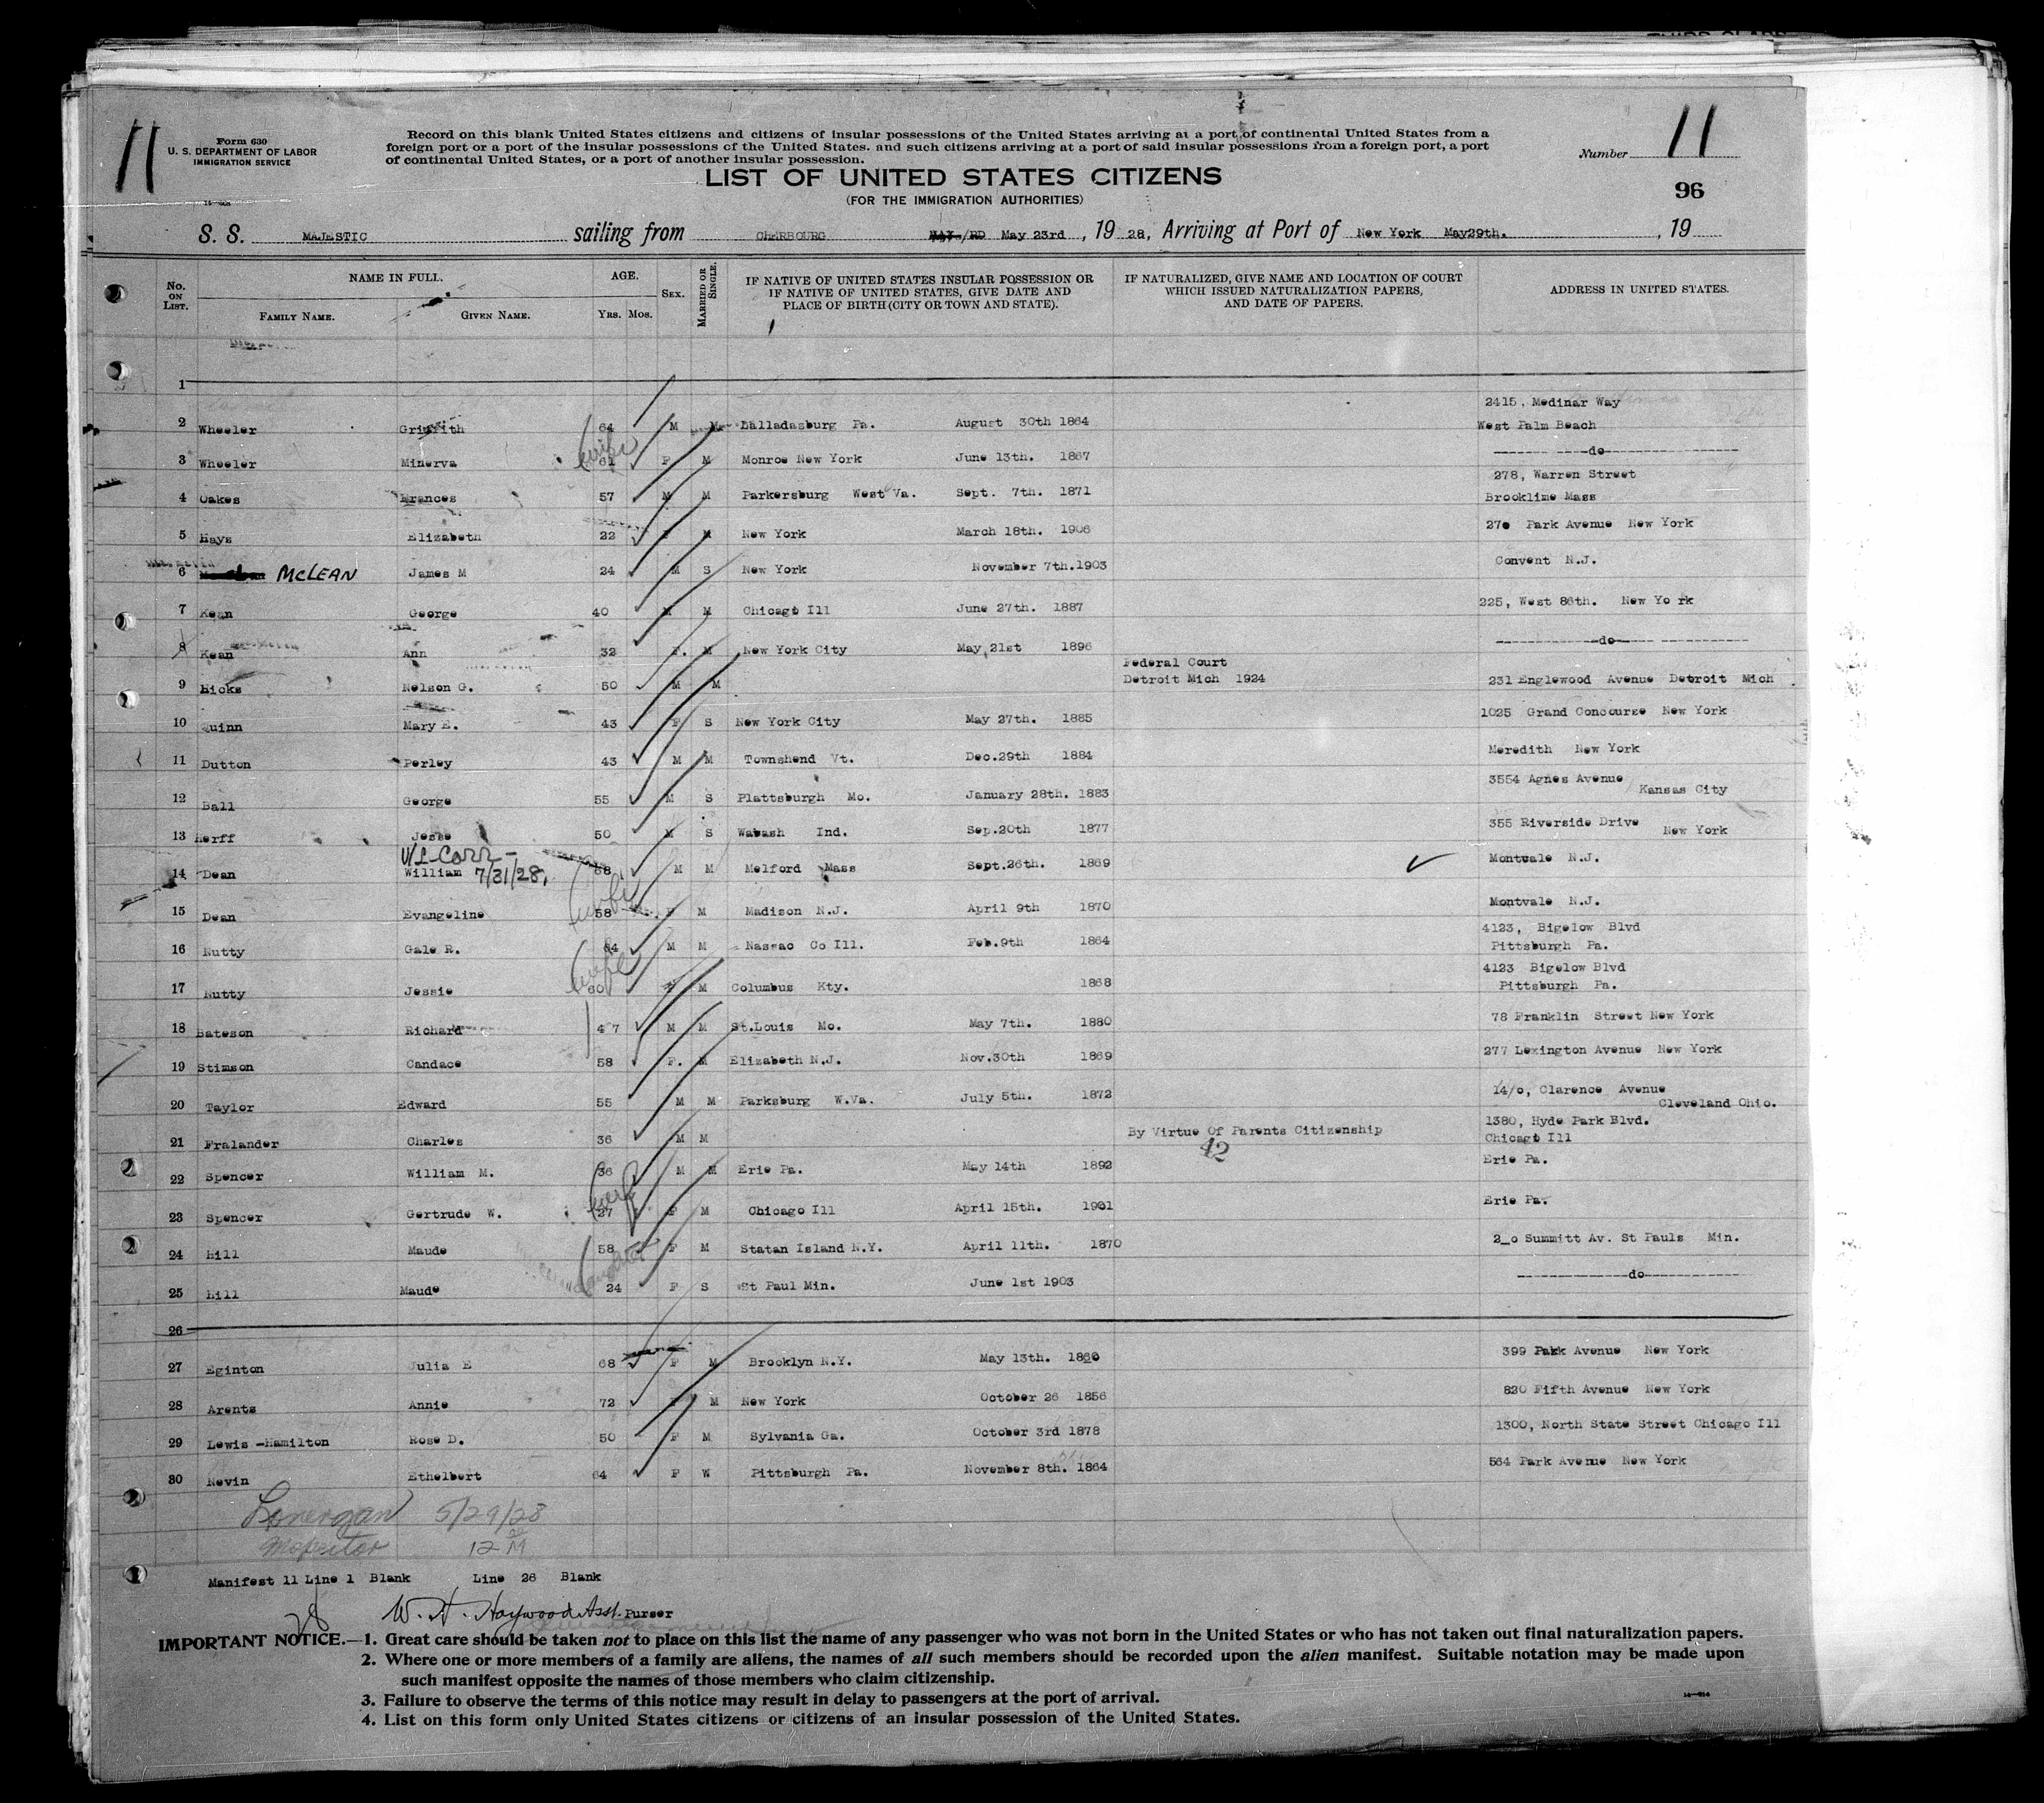 11
Form 630
U. S. DEPARTMENT OF LABOR
IMMIGRATION SERVICE
Record on this blank United States citizens and citizens of insular possessions of the United States arriving at a port of continental United States from a
foreign port or a port of the insular possessions of the United States. and such citizens arriving at a port of said insular possessions from a foreign port, a port
of continental United States, or a port of another insular possession.
Number 11
LIST OF UNITED STATES CITIZENS
(FOR THE IMMIGRATION AUTHORITIES)
96
S. S. MAJESTIC sailing from CHERBOURG May 23rd , 19 28, Arriving at Port of New York May29th. , 19
No. ON LIST. NAME IN FULL. AGE. SEX. MARRIED OR SINGLE. IF NATIVE OF UNITED STATES INSULAR POSSESSION OR IF NATIVE OF UNITED STATES, GIVE DATE AND PLACE OF BIRTH (CITY OR TOWN AND STATE). IF NATURALIZED, GIVE NAME AND LOCATION OF COURT WHICH ISSUED NATURALIZATION PAPERS, AND DATE OF PAPERS. ADDRESS IN UNITED STATES.
FAMILY NAME. GIVEN NAME. YRS. MOS.
1
2415, Medinar Way
2 Wheeler Griffith 64 M M Lalladasburg Pa. August 30th 1864 West Palm Beach
3 Wheeler Minerva wife 61 F M Monroe New York June 13th. 1867 do
278, Warren Street
4 Oakes Frances 57 M M Parkersburg West Va. Sept. 7th. 1871 Brookline Mass
5 Hays Elizabeth 22 F M New York March 18th. 1906 270 Park Avenue New York
6 McLEAN James M 24 M S New York November 7th.1903 Convent N.J.
7 Kean George 40 M M Chicago Ill June 27th. 1887 225, West 86th. New Yo rk
8 Kean Ann 32 F. M New York City May 21st 1896 do
Federal Court
9 Hicks Nelson G. 50 M M Detroit Mich 1924 231 Englewood Avenue Detroit Mich
10 Quinn Mary E. 43 F S New York City May 27th. 1885 1025 Grand Concourse New York
11 Dutton Perley 43 M M Townshend Vt. Dec.29th 1884 Meredith New York
12 Ball George 55 M S Plattsburgh Mo. January 28th. 1883 3554 Agnes Avenue Kansas City
13 Herff Jesse 50 M S Wabash Ind. Sep.20th 1877 355 Riverside Drive New York
V/L-Corr-
14 Dean William 7/31/28, 58 M M Melford Mass Sept.26th. 1869 Montvale N.J.
15 Dean Evangeline wife 58 F M Madison N.J. April 9th 1870 Montvale N.J.
4123, Bigelow Blvd
16 Nutty Gale R. 64 M M Nassac Co Ill. Feb.9th 1864 Pittsburgh Pa.
4123 Bigelow Blvd
17 Nutty Jessie wife 60 F M Columbus Kty. 1868 Pittsburgh Pa.
18 Bateson Richard 47 M M St.Louis Mo. May 7th. 1880 78 Franklin Street New York
19 Stimson Candace 58 F. M Elizabeth N.J. Nov.30th 1869 277 Lexington Avenue New York
20 Taylor Edward 55 M M Parksburg W.Va. July 5th. 1872 14/o, Clarence Avenue Cleveland Ohio.
1380, Hyde Park Blvd.
21 Fralander Charles 36 M M By Virtue Of Parents Citizenship Chicago Ill
42
22 Spencer William M. 36 M M Erie Pa. May 14th 1892 Erie Pa.
23 Spencer Gertrude W. wife 27 F M Chicago Ill April 15th. 1901 Erie Pa.
24 Hill Maude 58 F M Statan Island N.Y. April 11th. 1870 2_o Summitt Av. St Pauls Min.
25 Hill Maude daughter 24 F S St Paul Min. June 1st 1903 do
26
27 Eginton Julia E 68 F M Brooklyn N.Y. May 13th. 1860 399 Park Avenue New York
28 Arents Annie 72 F M New York October 26 1856 820 Fifth Avenue New York
29 Lewis -Hamilton Rose D. 50 F M Sylvania Ga. October 3rd 1878 1300, North State Street Chicago Ill
30 Nevin Ethelbert 64 F W Pittsburgh Pa. November 8th. 1864 564 Park Avenue New York
Lonergan 5/29/28
Inspector 12 M
Manifest 11 Line 1 Blank Line 26 Blank
W. H. Haywood Asst. Purser
IMPORTANT NOTICE.—1. Great care should be taken not to place on this list the name of any passenger who was not born in the United States or who has not taken out final naturalization papers.
2. Where one or more members of a family are aliens, the names of all such members should be recorded upon the alien manifest. Suitable notation may be made upon
such manifest opposite the names of those members who claim citizenship.
3. Failure to observe the terms of this notice may result in delay to passengers at the port of arrival.
4. List on this form only United States citizens or citizens of an insular possession of the United States.